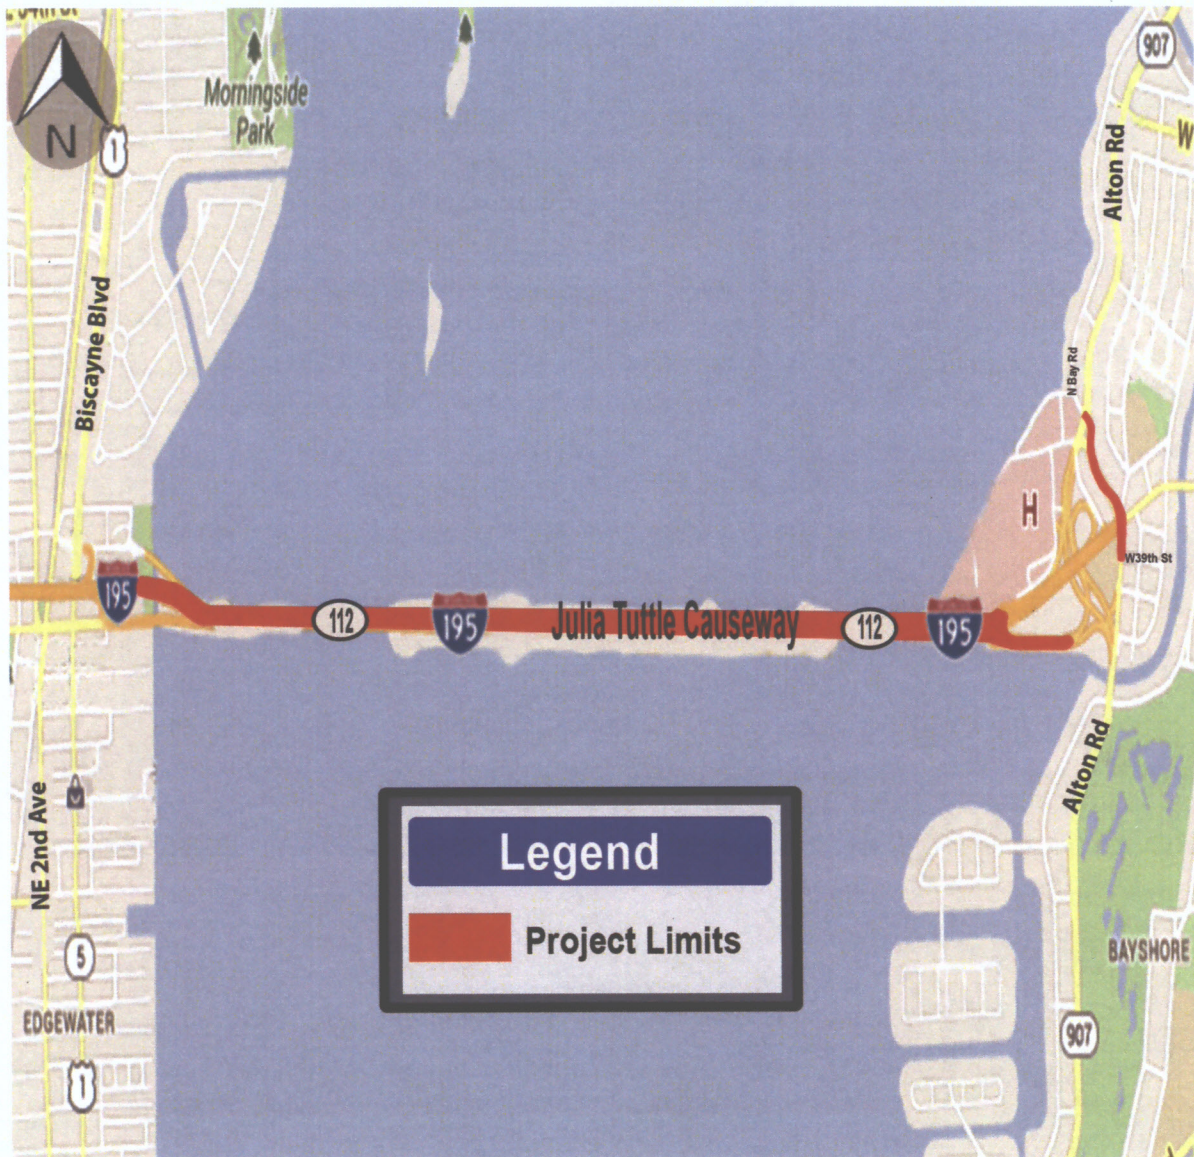 N
1
Morningside
Park
907
Alton Rd
W
Biscayne Blvd
N Bay Rd
H
W39th St
195
112
195
Julia Tuttle Causeway
112
195
Alton Rd
NE 2nd Ave
Legend
Project Limits
5
BAYSHORE
EDGEWATER
907
1